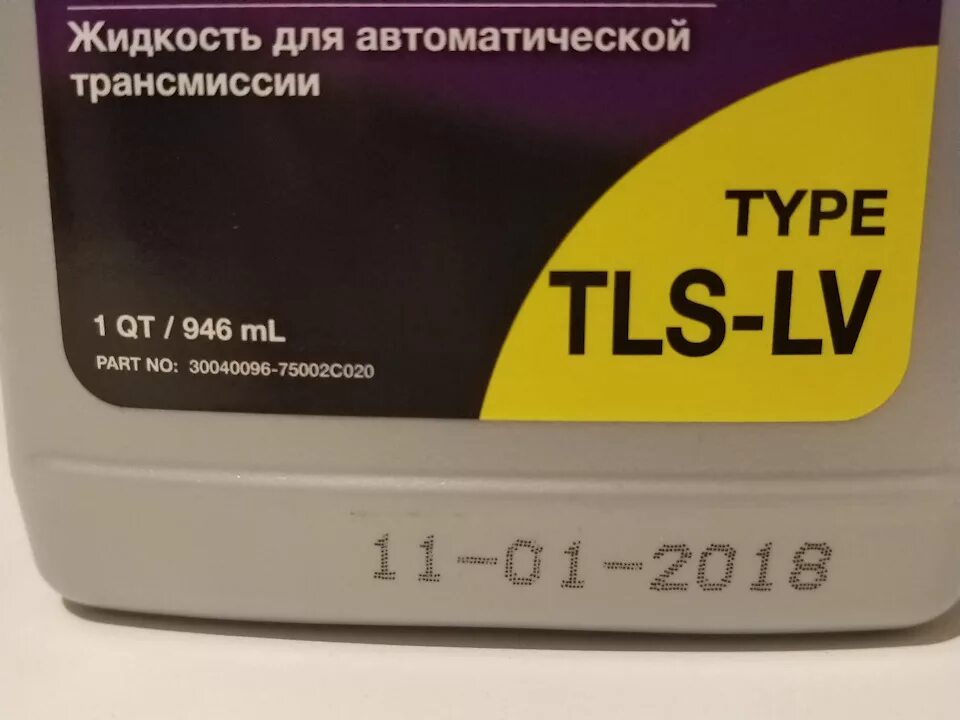 Жидкость для автоматической
трансмиссии
TYPE
TLS-LV
1 QT / 946 mL
PART NO: 30040096-75002C020
11-01-2018